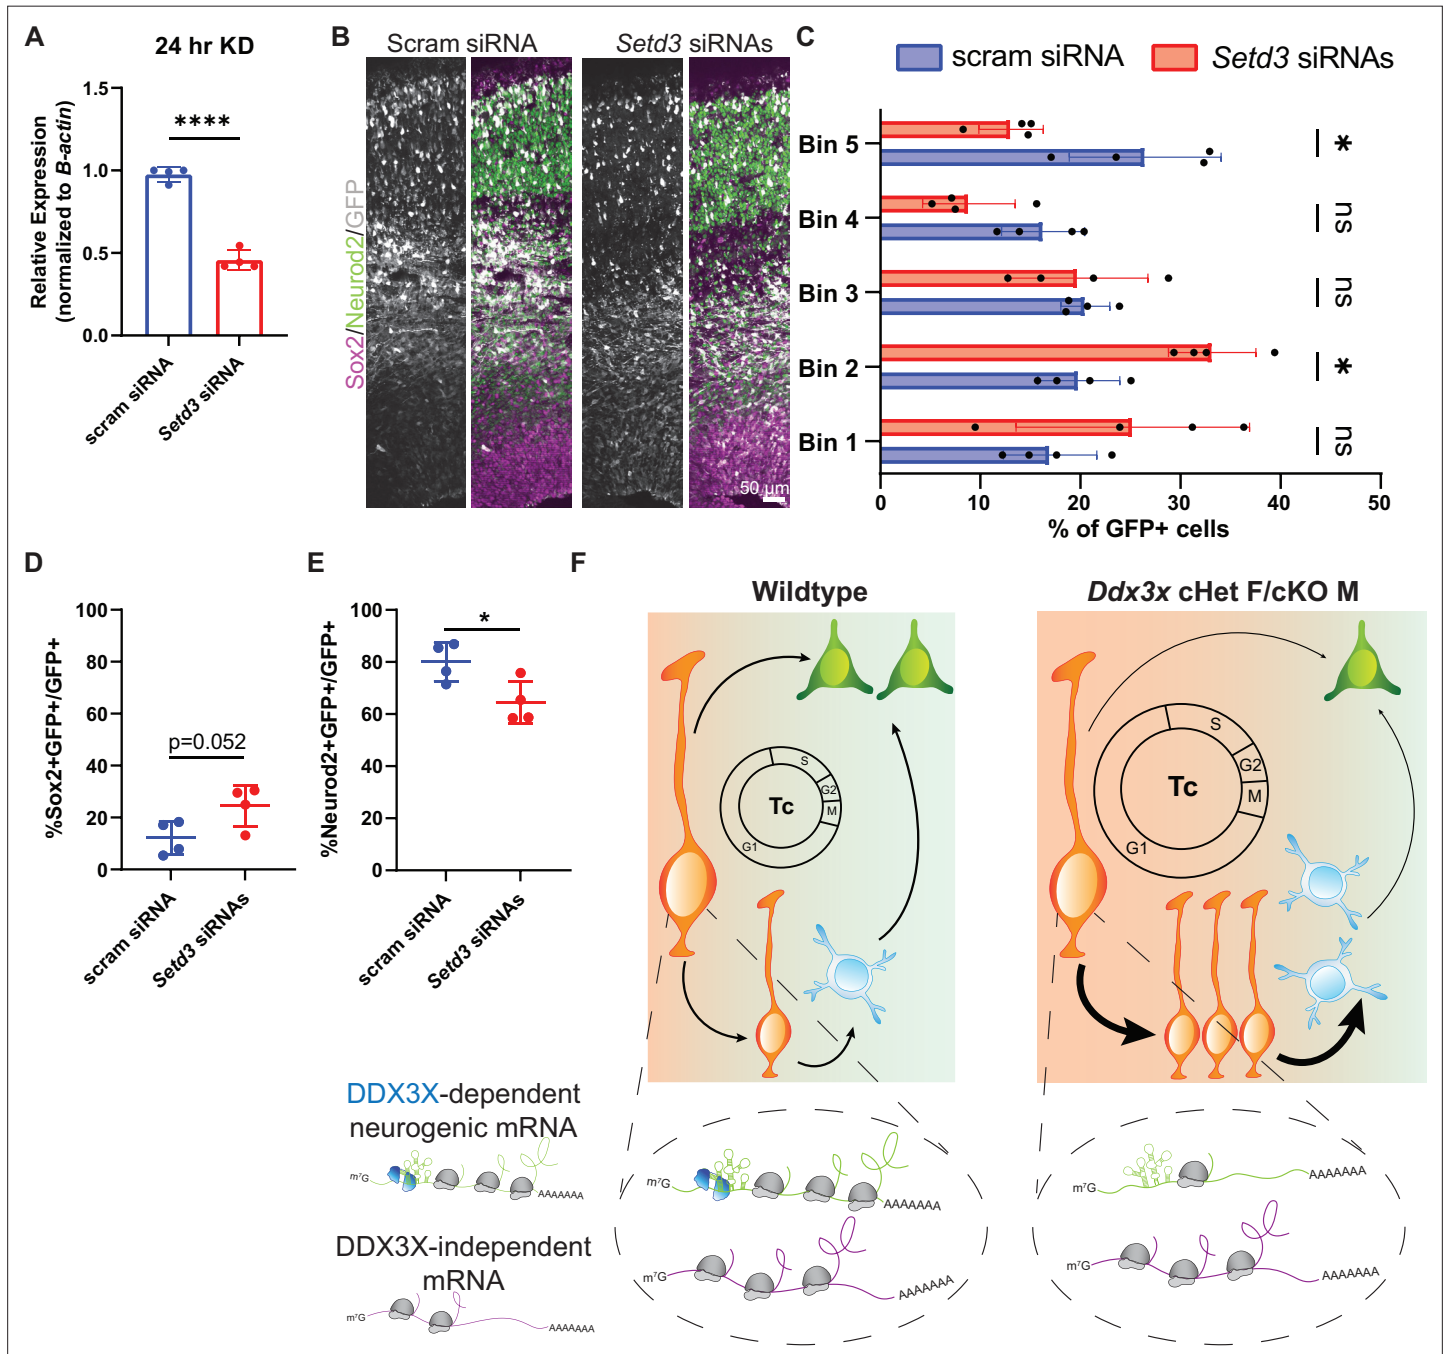 A
24 hr KD
Relative Expression
(normalized to B-actin)
1.5
1.0
0.5
0.0
****
scram siRNA
Setd3 siRNA
B
Scram siRNA
Setd3 siRNAs
Sox2/Neurod2/GFP
50 µm
C
scram siRNA
Setd3 siRNAs
Bin 5
*
Bin 4
ns
Bin 3
ns
Bin 2
*
Bin 1
ns
0
10
20
30
40
50
% of GFP+ cells
D
%Sox2+GFP+/GFP+
100
80
60
40
20
0
p=0.052
scram siRNA
Setd3 siRNAs
E
%Neurod2+GFP+/GFP+
100
80
60
40
20
0
*
scram siRNA
Setd3 siRNAs
F
Wildtype
Tc
S
G2
M
G1
Ddx3x cHet F/cKO M
Tc
S
G2
M
G1
DDX3X-dependent
neurogenic mRNA
m⁷G
AAAAAAA
DDX3X-independent
mRNA
m⁷G
AAAAAAA
m⁷G
AAAAAAA
m⁷G
AAAAAAA
m⁷G
AAAAAAA
m⁷G
AAAAAAA